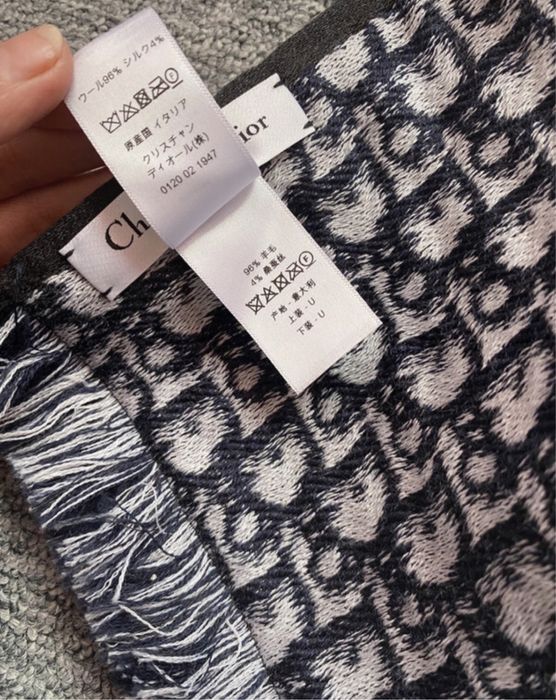 ウール96% シルク4%
原産国 イタリア
クリスチャン
ディオール(株)
0120 02 1947
Ch ior
96% 羊毛
4% 桑蚕丝
产地 - 意大利
上装 - U
下装 - U